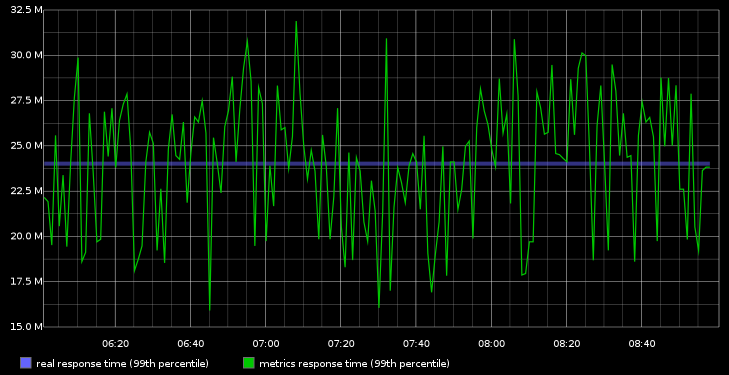 32.5 M
30.0 M
27.5 M
25.0 M
22.5 M
20.0 M
17.5 M
15.0 M
06:20 06:40 07:00 07:20 07:40 08:00 08:20 08:40
real response time (99th percentile) metrics response time (99th percentile)